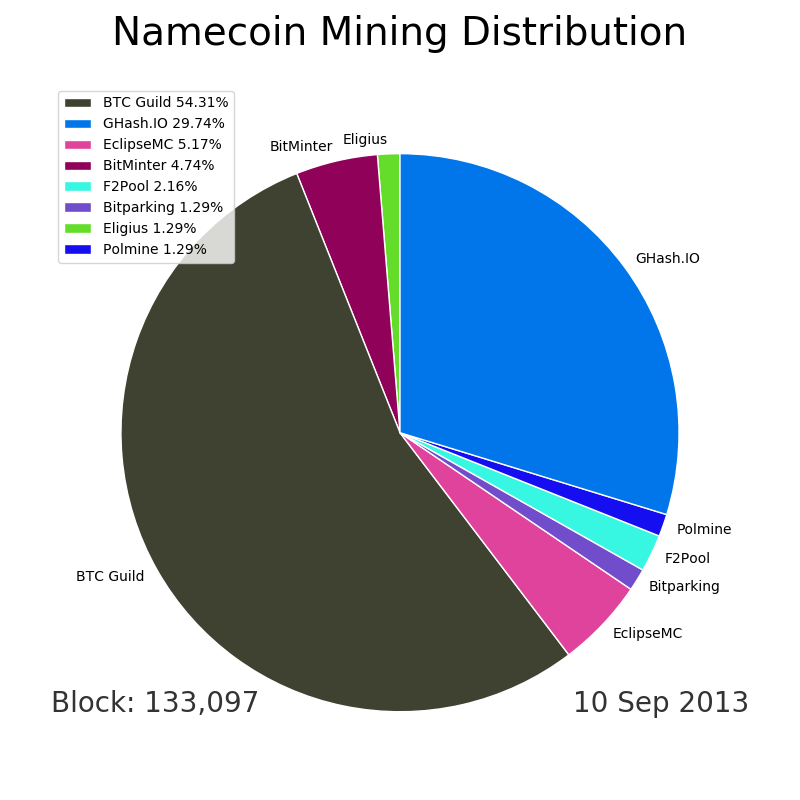 Namecoin Mining Distribution
BTC Guild 54.31%
GHash.IO 29.74%
EclipseMC 5.17%
BitMinter 4.74%
F2Pool 2.16%
Bitparking 1.29%
Eligius 1.29%
Polmine 1.29%
Eligius
BitMinter
GHash.IO
Polmine
F2Pool
BTC Guild
Bitparking
EclipseMC
Block: 133,097
10 Sep 2013